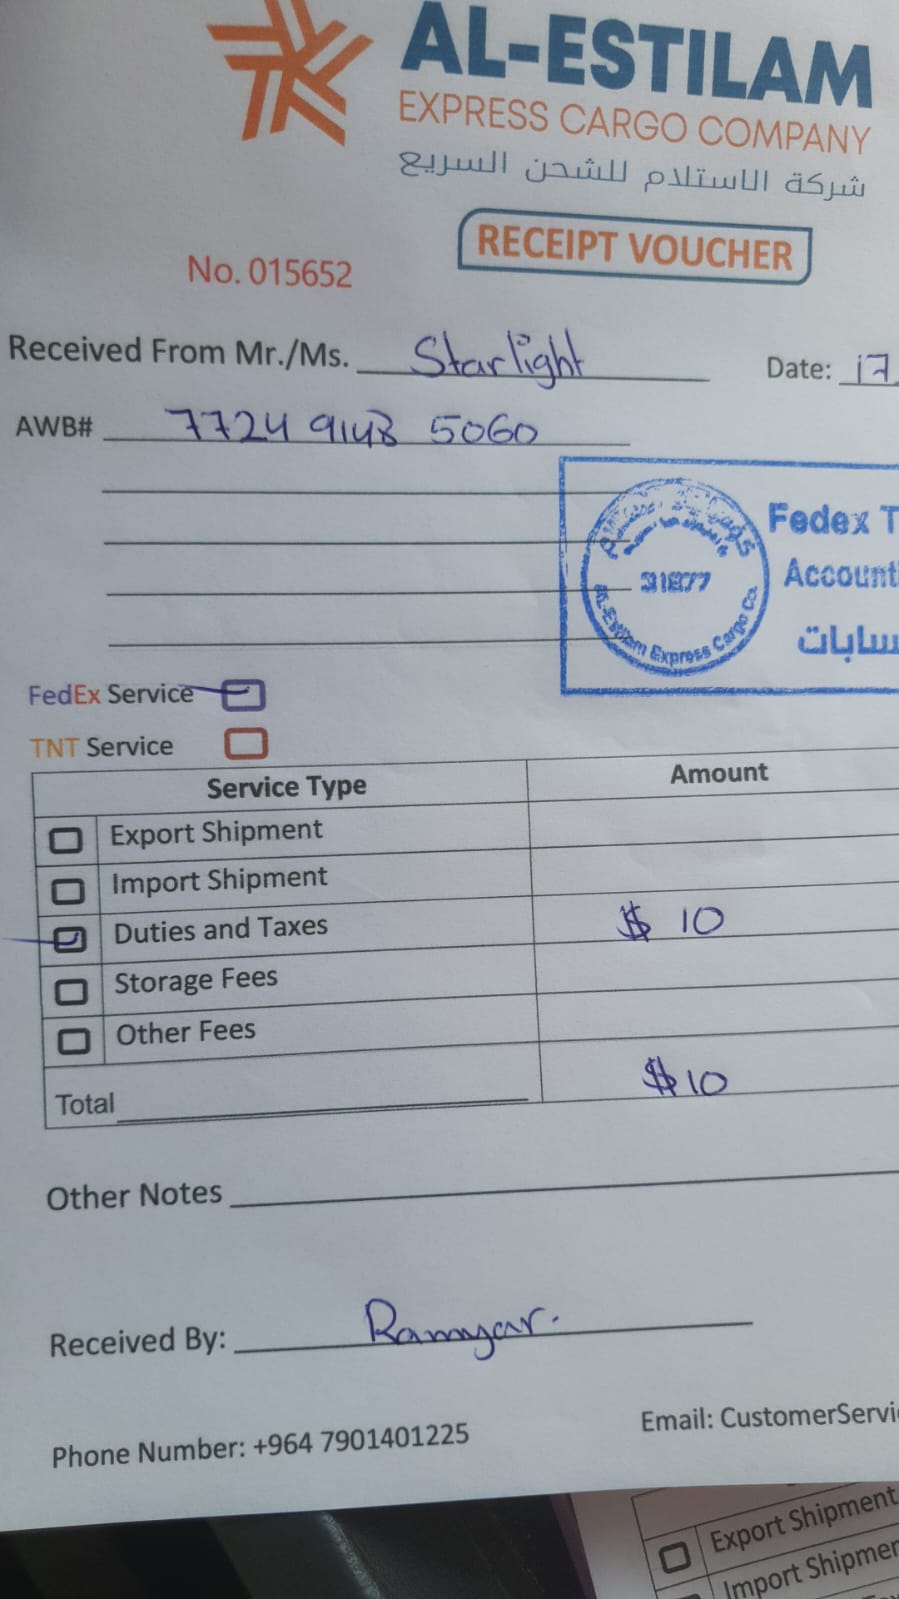 AL-ESTILAM
EXPRESS CARGO COMPANY
شركة الاستلام للشحن السريع
RECEIPT VOUCHER
No. 015652
Received From Mr./Ms. Starlight
Date: 17
AWB# 7724 9148 5060
Fedex T
31877
Account
سابات
AL-Estilam Express Cargo Co.
FedEx Service
TNT Service
Service Type Amount
Export Shipment
Import Shipment
Duties and Taxes $ 10
Storage Fees
Other Fees
Total $10
Other Notes
Received By: Ramyar.
Phone Number: +964 7901401225
Email: CustomerServi
Export Shipment
Import Shipmen